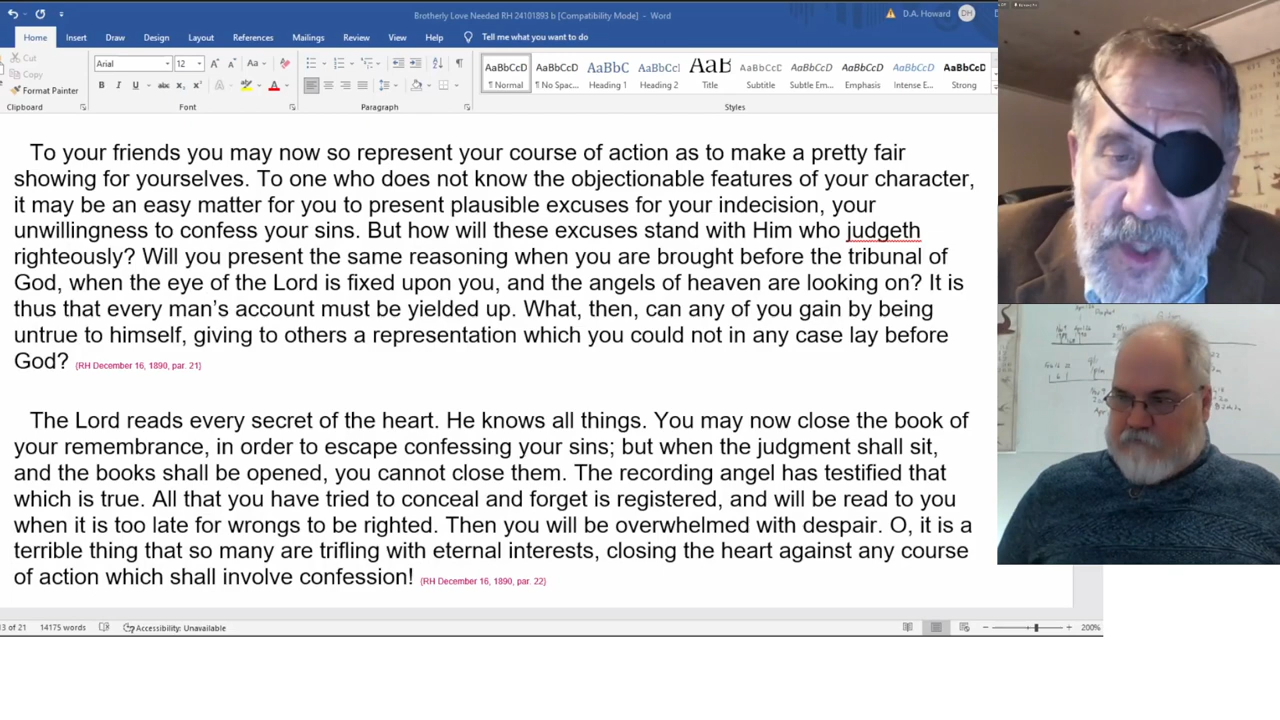 Brotherly Love Needed RH 24101893 b [Compatibility Mode] - Word
D.A. Howard
DH
Home Insert Draw Design Layout References Mailings Review View Help Tell me what you want to do
Cut
Copy
Format Painter
Clipboard
Arial 12
Font
Paragraph
AaBbCcD AaBbCcD AaBbC AaBbCcI AaB AaBbCcD AaBbCcD AaBbCcD AaBbCcD AaBbCcD
¶ Normal ¶ No Spac... Heading 1 Heading 2 Title Subtitle Subtle Em... Emphasis Intense E... Strong
Styles
To your friends you may now so represent your course of action as to make a pretty fair
showing for yourselves. To one who does not know the objectionable features of your character,
it may be an easy matter for you to present plausible excuses for your indecision, your
unwillingness to confess your sins. But how will these excuses stand with Him who judgeth
righteously? Will you present the same reasoning when you are brought before the tribunal of
God, when the eye of the Lord is fixed upon you, and the angels of heaven are looking on? It is
thus that every man's account must be yielded up. What, then, can any of you gain by being
untrue to himself, giving to others a representation which you could not in any case lay before
God? {RH December 16, 1890, par. 21}
The Lord reads every secret of the heart. He knows all things. You may now close the book of
your remembrance, in order to escape confessing your sins; but when the judgment shall sit,
and the books shall be opened, you cannot close them. The recording angel has testified that
which is true. All that you have tried to conceal and forget is registered, and will be read to you
when it is too late for wrongs to be righted. Then you will be overwhelmed with despair. O, it is a
terrible thing that so many are trifling with eternal interests, closing the heart against any course
of action which shall involve confession! {RH December 16, 1890, par. 22}
13 of 21 14175 words Accessibility: Unavailable 200%